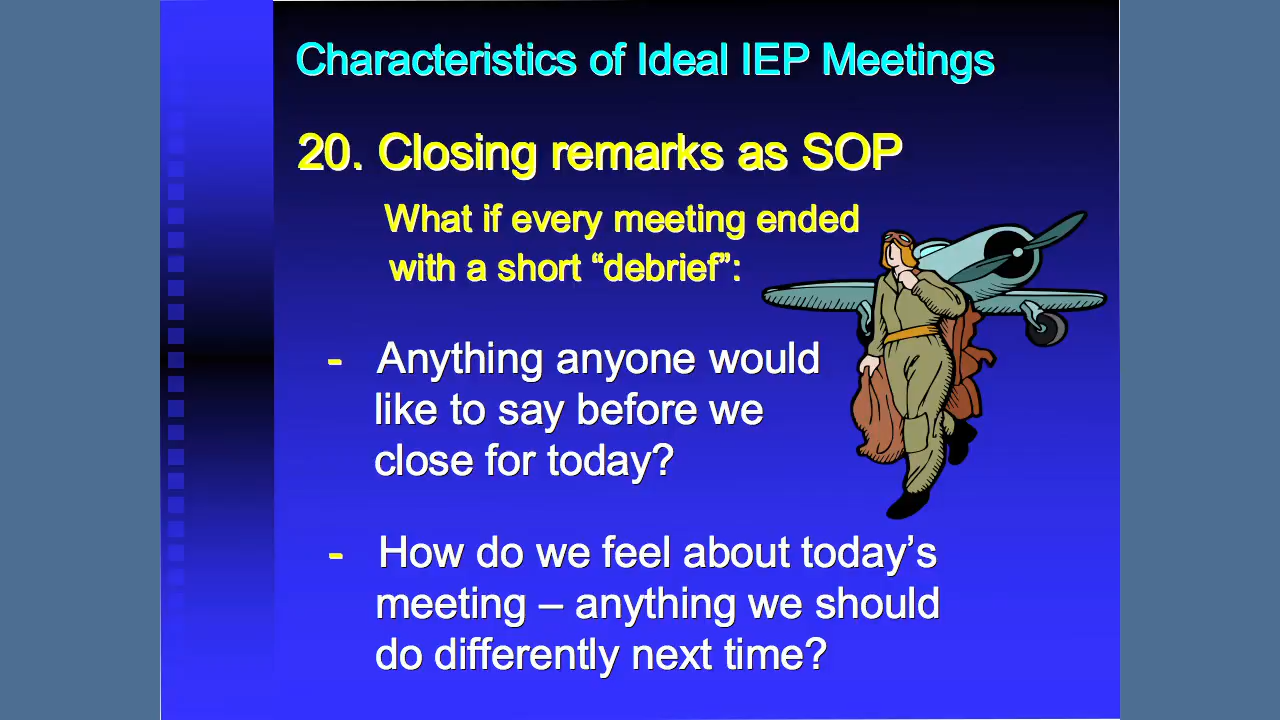 Characteristics of Ideal IEP Meetings
20. Closing remarks as SOP
What if every meeting ended
with a short “debrief”:
- Anything anyone would
like to say before we
close for today?
- How do we feel about today’s
meeting – anything we should
do differently next time?